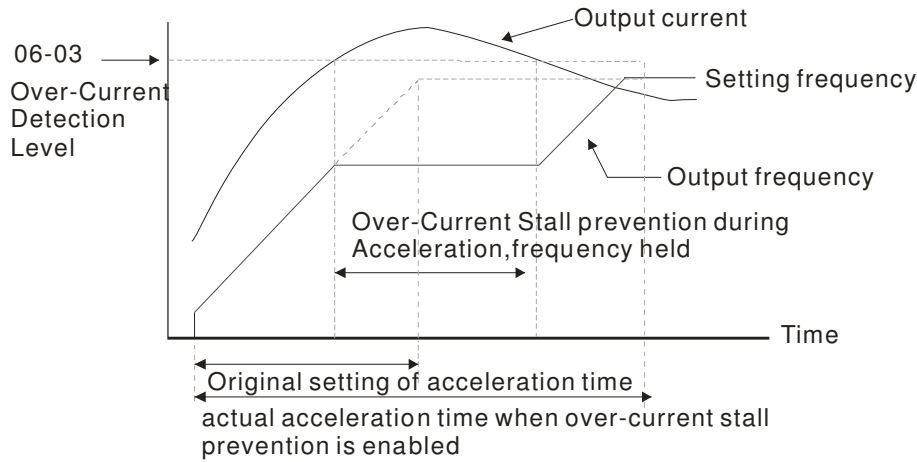 Output current
06-03
Over-Current
Detection
Level
Setting frequency
Output frequency
Over-Current Stall prevention during
Acceleration,frequency held
Time
Original setting of acceleration time
actual acceleration time when over-current stall
prevention is enabled